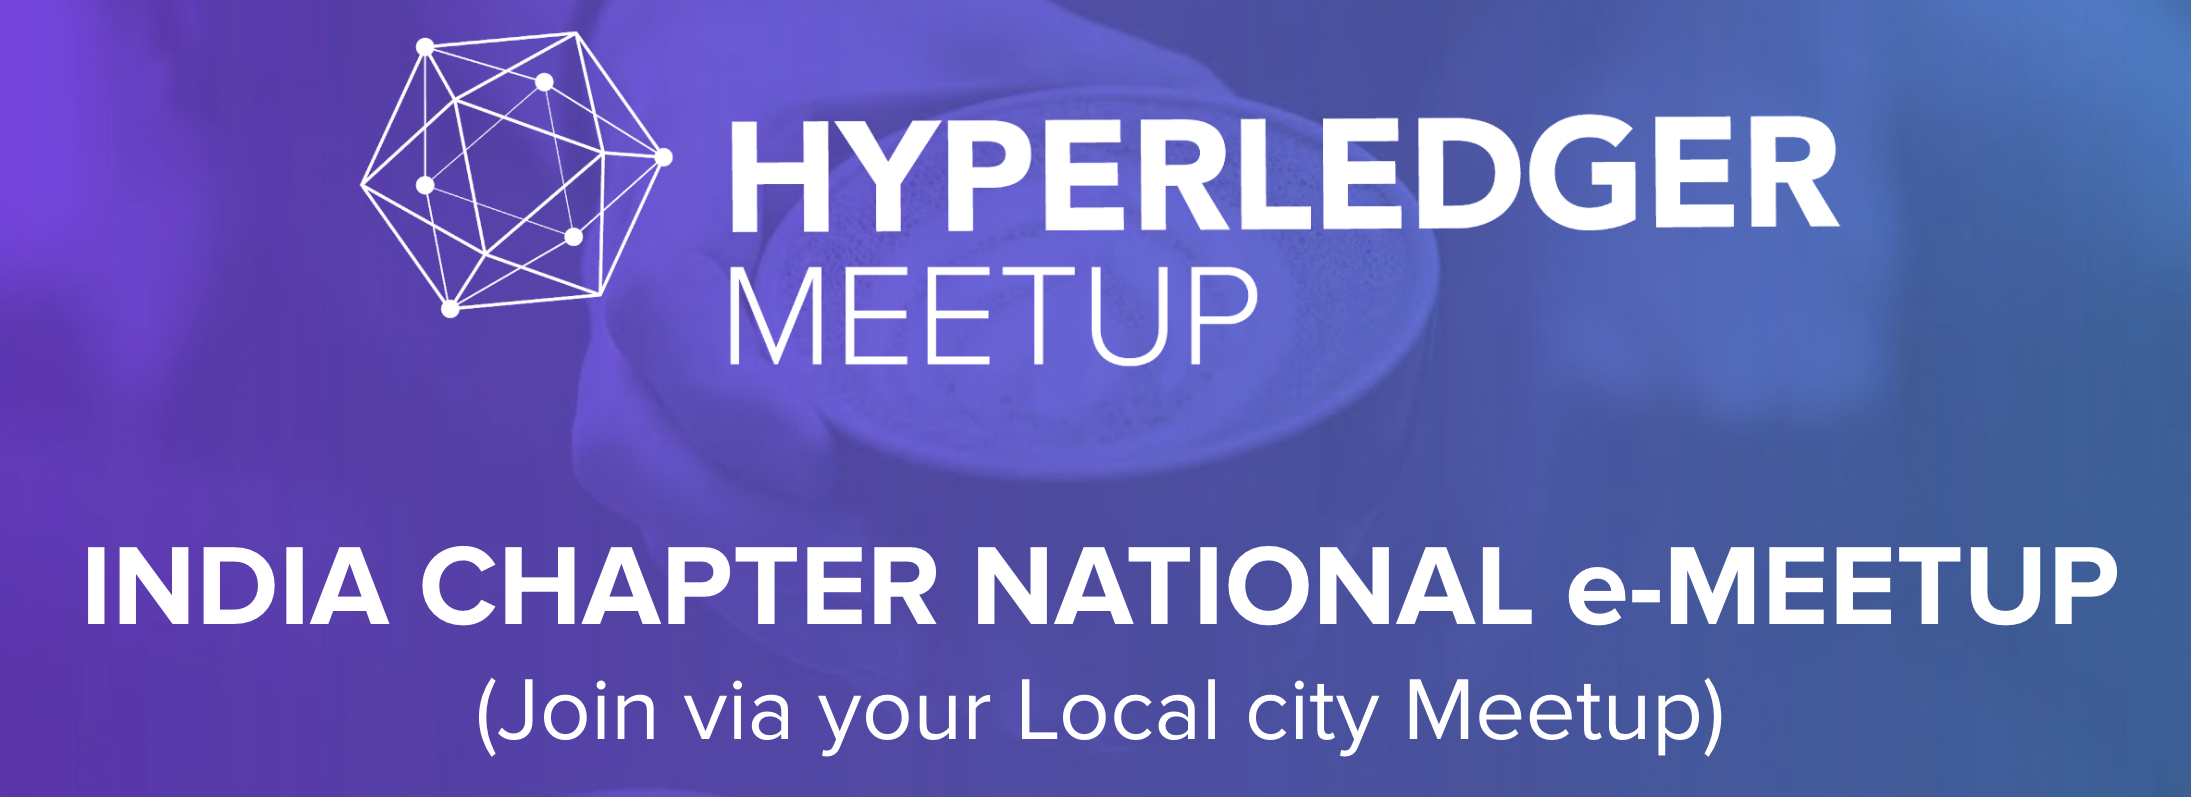 HYPERLEDGER
MEETUP
INDIA CHAPTER NATIONAL e-MEETUP
(Join via your Local city Meetup)